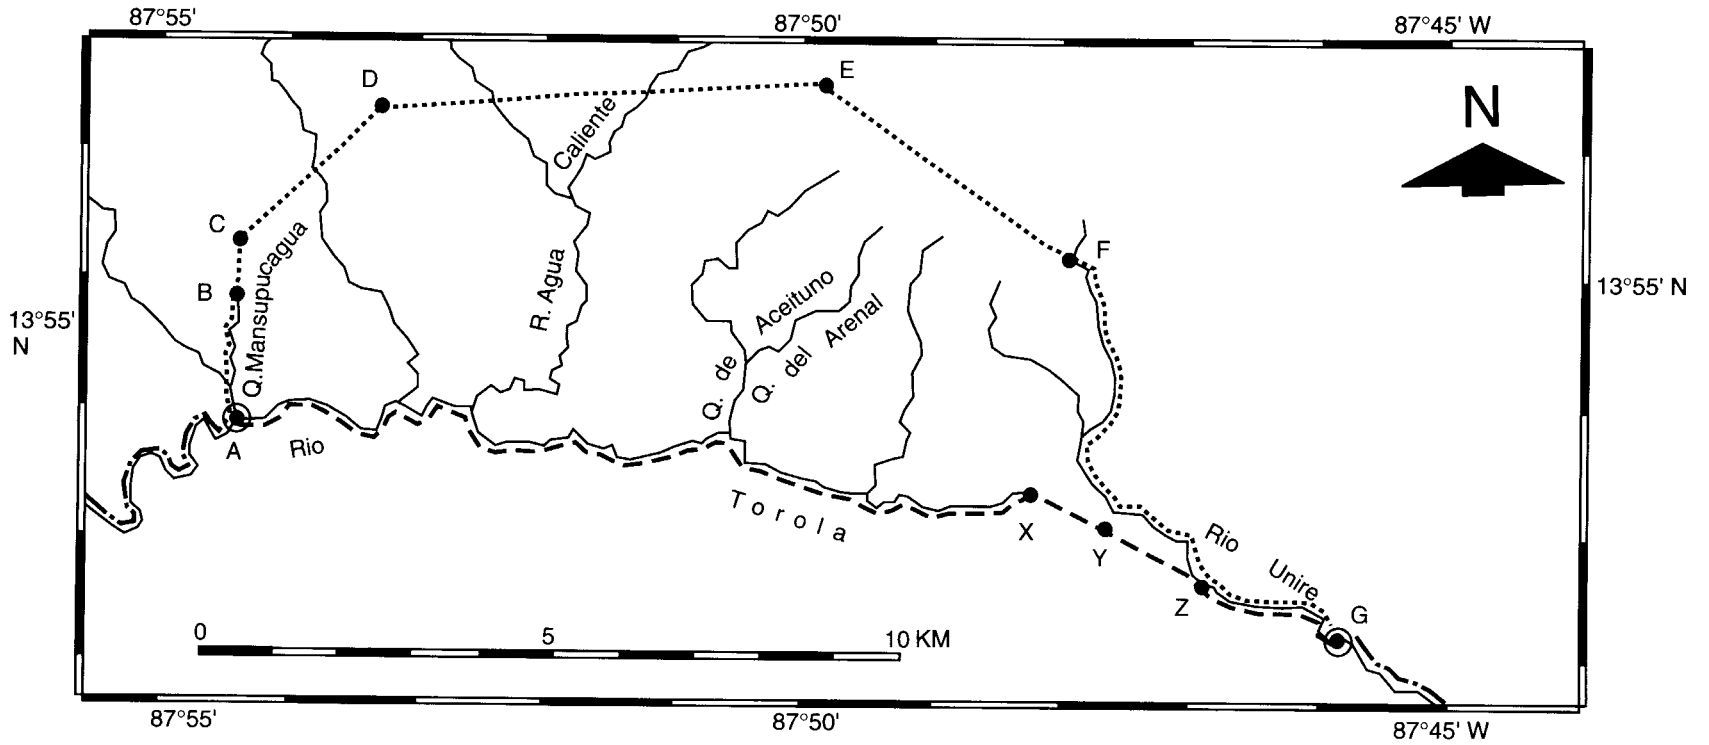 87°55'
87°50'
87°45' W
D
E
N
Caliente
C
Q.Mansupucagua
F
B
R. Agua
13°55' N
13°55'
N
Q. de Aceituno
Q. del Arenal
A
Rio
Torola
X
Y
Z
Rio Unire
G
0
5
10 KM
87°55'
87°50'
87°45' W